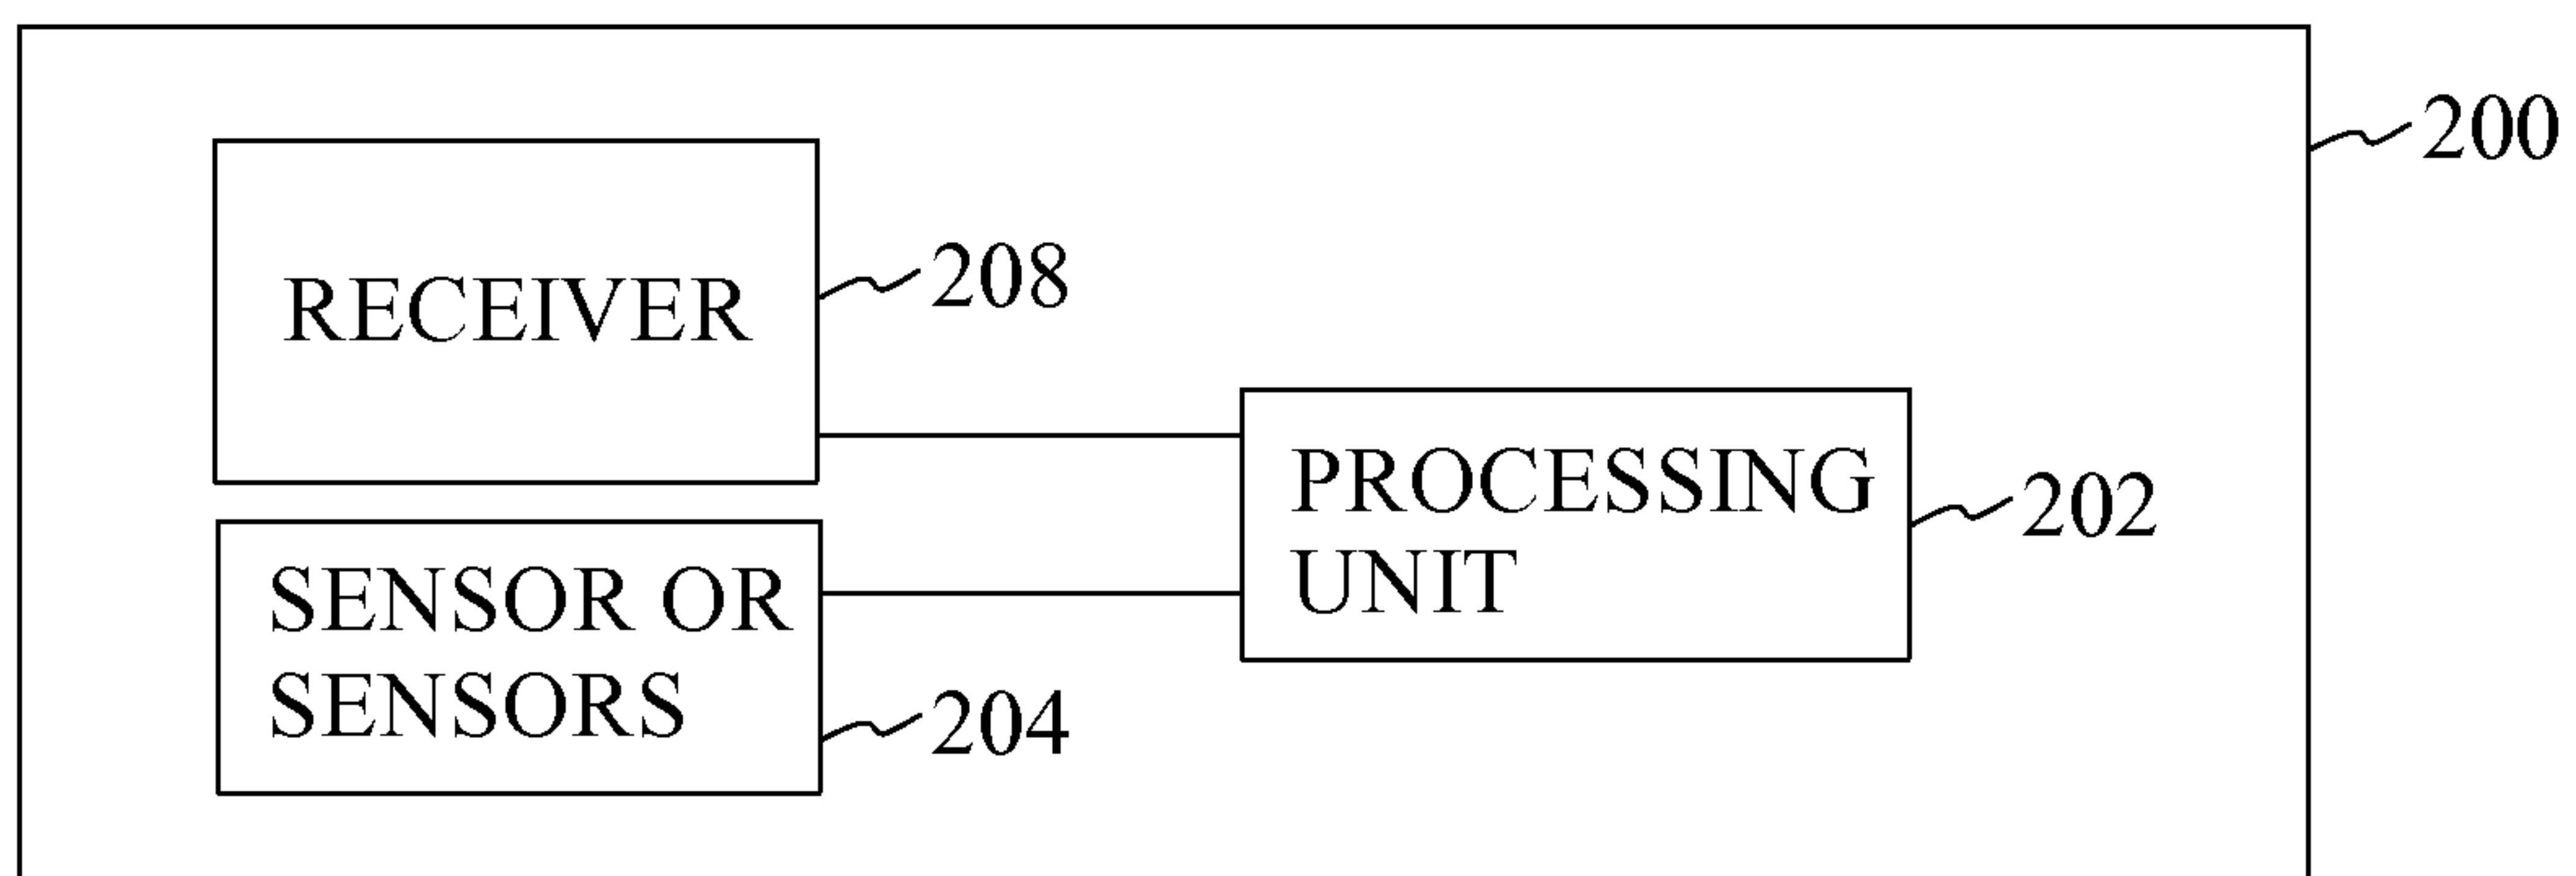 200
RECEIVER
208
PROCESSING
UNIT
202
SENSOR OR
SENSORS
204